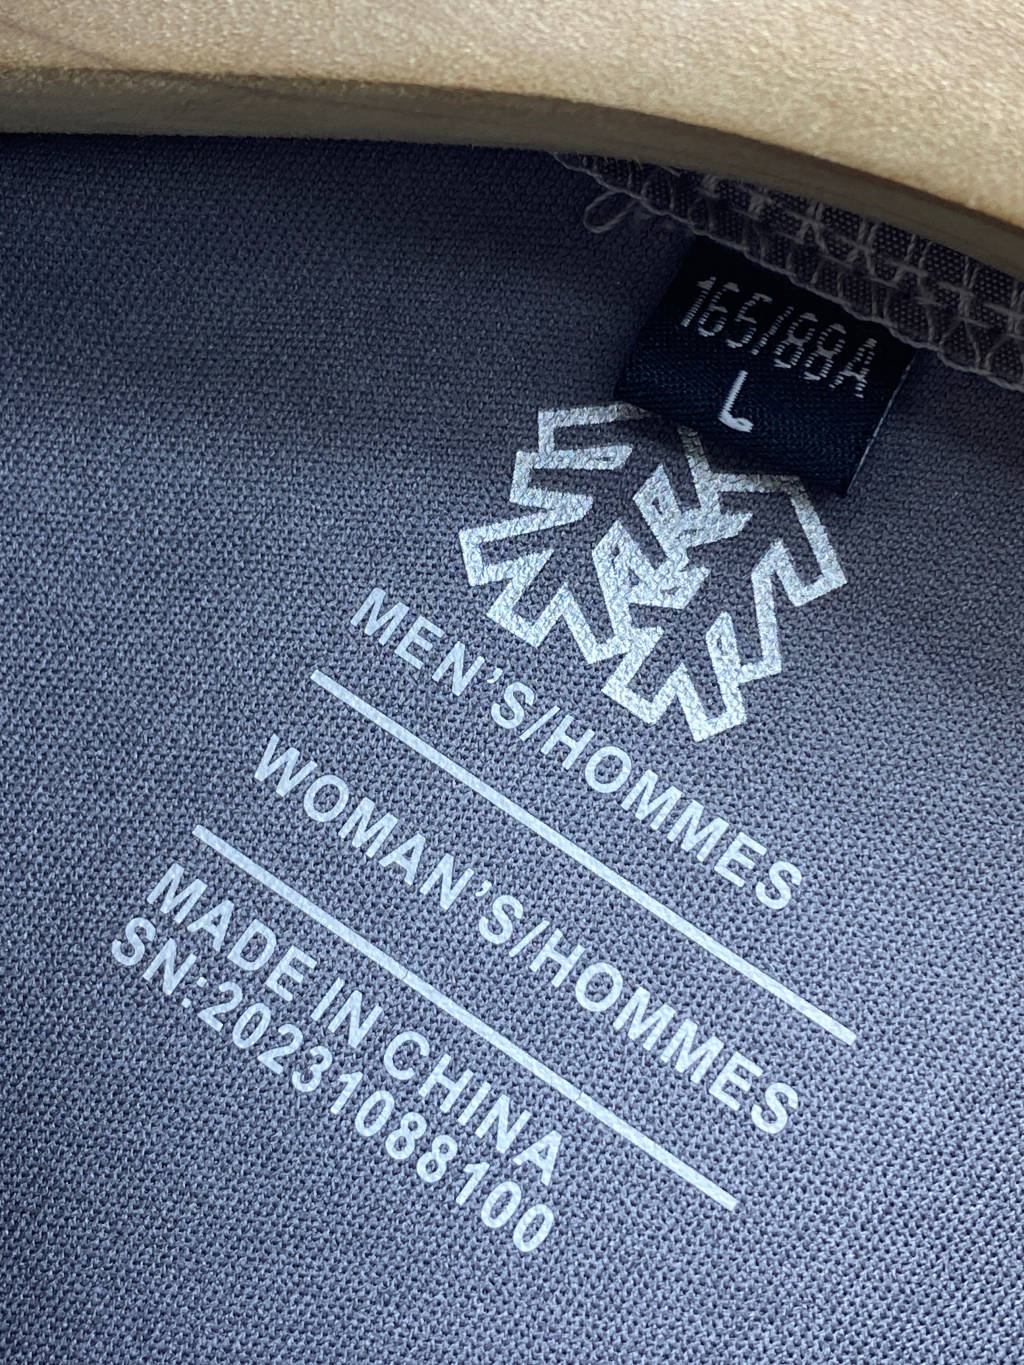 165/88A
L
MEN'S/HOMMES
WOMAN'S/HOMMES
MADE IN CHINA
SN:20231088100